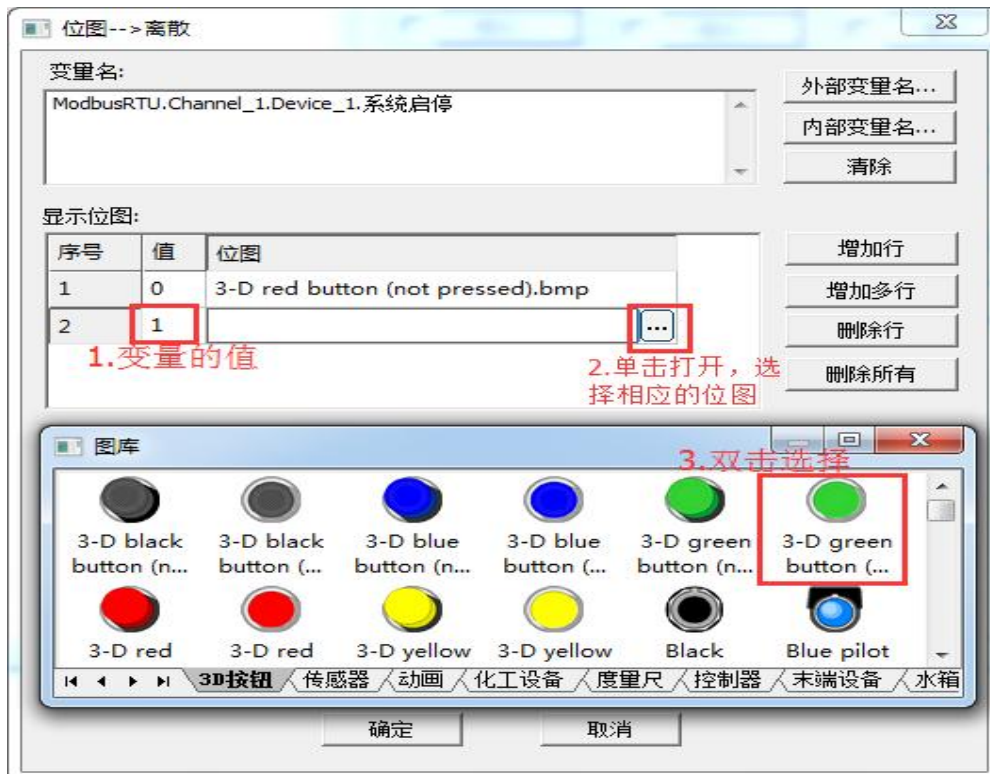 位图-->离散
变量名:
ModbusRTU.Channel_1.Device_1.系统启停
外部变量名...
内部变量名...
清除
显示位图:
序号 值 位图
1 0 3-D red button (not pressed).bmp
2 1 ...
增加行
增加多行
删除行
删除所有
1.变量的值
2.单击打开，选
择相应的位图
图库
3.双击选择
3-D black button (n...
3-D black button (...
3-D blue button (n...
3-D blue button (...
3-D green button (n...
3-D green button (...
3-D red
3-D red
3-D yellow
3-D yellow
Black
Blue pilot
3D按钮 传感器 动画 化工设备 度量尺 控制器 末端设备 水箱
确定 取消